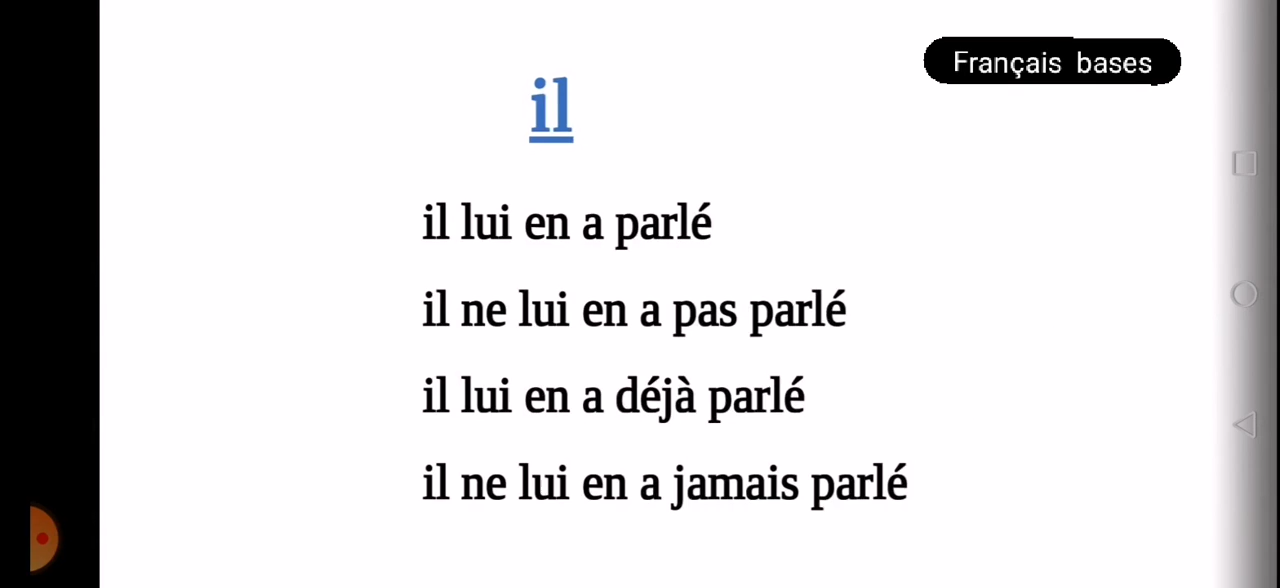 Français bases
il
il lui en a parlé
il ne lui en a pas parlé
il lui en a déjà parlé
il ne lui en a jamais parlé